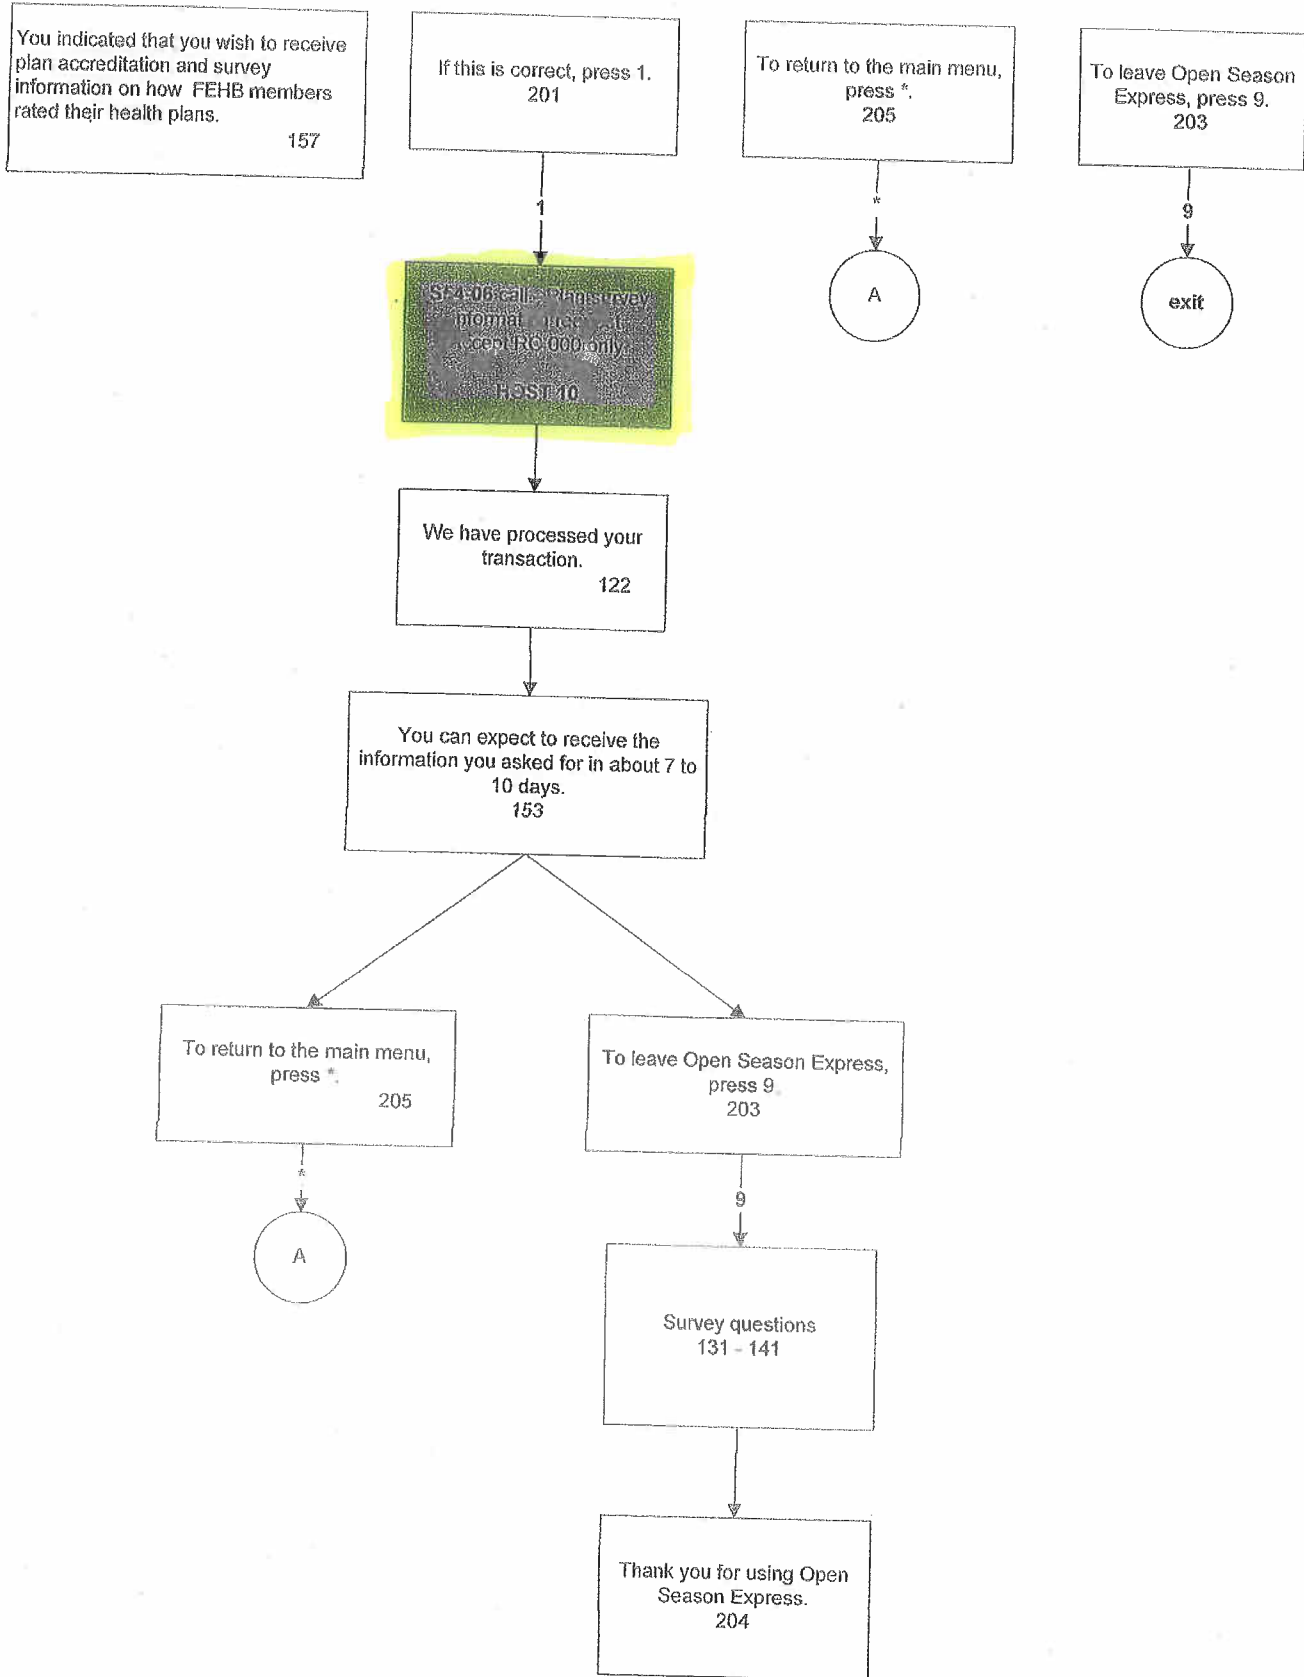 You indicated that you wish to receive
plan accreditation and survey
information on how FEHB members
rated their health plans.
157
If this is correct, press 1.
201
To return to the main menu,
press *.
205
To leave Open Season
Express, press 9.
203
1
*
A
9
exit
call
survey
RC 000 only
HOST 10
We have processed your
transaction.
122
You can expect to receive the
information you asked for in about 7 to
10 days.
153
To return to the main menu,
press *.
205
*
A
To leave Open Season Express,
press 9
203
9
Survey questions
131 - 141
Thank you for using Open
Season Express.
204